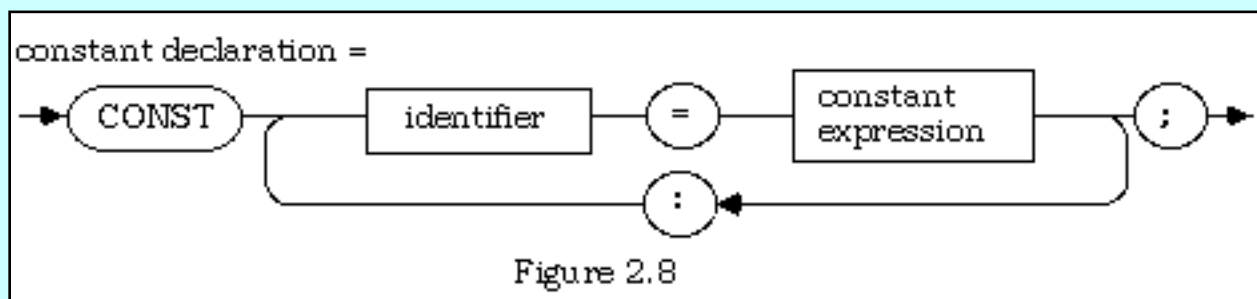 constant declaration =
CONST identifier = constant expression ;
:
Figure 2.8